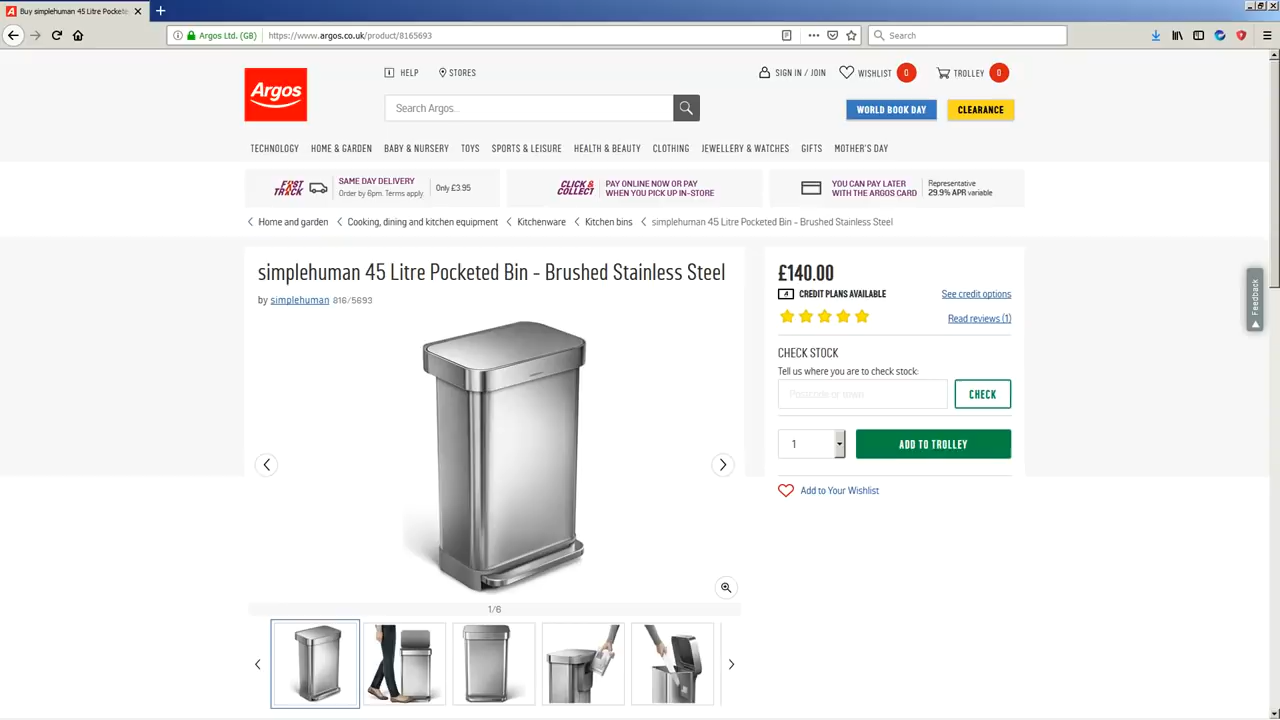 Buy simplehuman 45 Litre Pockete
Argos Ltd. (GB)
https://www.argos.co.uk/product/8165693
Search
Argos
HELP
STORES
SIGN IN / JOIN
WISHLIST 0
TROLLEY 0
Search Argos...
WORLD BOOK DAY
CLEARANCE
TECHNOLOGY HOME & GARDEN BABY & NURSERY TOYS SPORTS & LEISURE HEALTH & BEAUTY CLOTHING JEWELLERY & WATCHES GIFTS MOTHER'S DAY
FAST TRACK
SAME DAY DELIVERY
Order by 6pm. Terms apply
Only £3.95
CLICK& COLLECT
PAY ONLINE NOW OR PAY
WHEN YOU PICK UP IN-STORE
YOU CAN PAY LATER
WITH THE ARGOS CARD
Representative
29.9% APR variable
Home and garden Cooking, dining and kitchen equipment Kitchenware Kitchen bins simplehuman 45 Litre Pocketed Bin - Brushed Stainless Steel
simplehuman 45 Litre Pocketed Bin - Brushed Stainless Steel
by simplehuman 816/5693
1/6
£140.00
CREDIT PLANS AVAILABLE
See credit options
Read reviews (1)
CHECK STOCK
Tell us where you are to check stock:
Postcode or town
CHECK
1
ADD TO TROLLEY
Add to Your Wishlist
Feedback